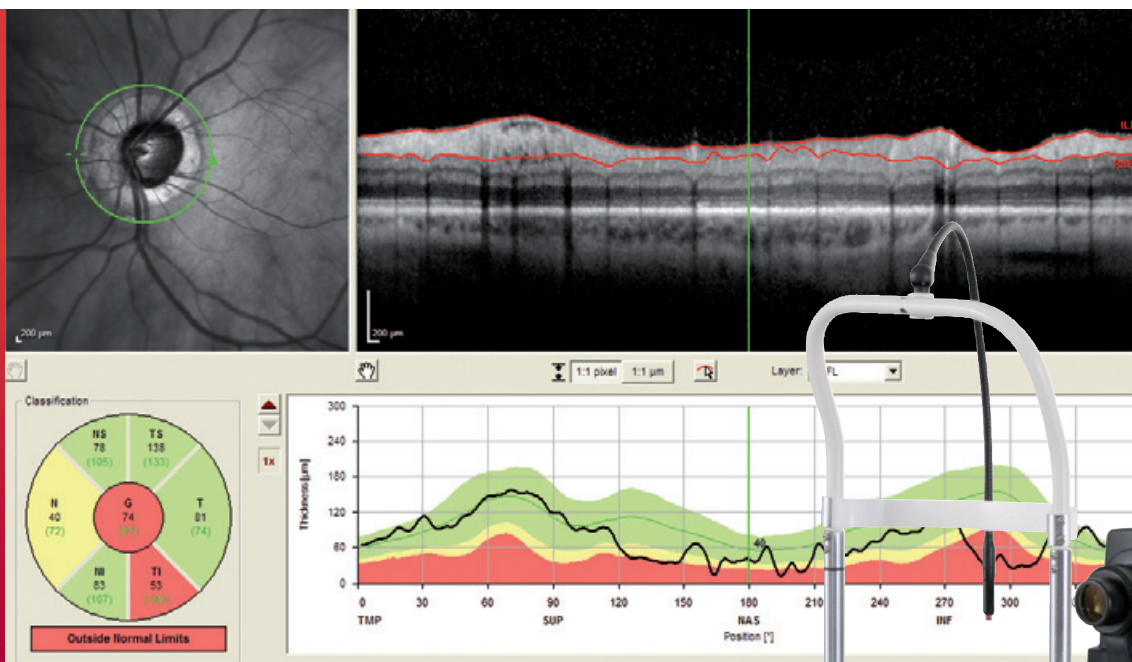 200 µm
200 µm
ILM
1:1 pixel
1:1 µm
Layer:
Classification
NS
78
(105)
TS
138
(133)
N
40
(72)
G
74
(97)
T
81
(74)
NI
83
(107)
TI
53
Outside Normal Limits
1x
Thickness [µm]
300
240
180
120
60
0
40
0
30
60
90
120
150
180
210
240
270
300
TMP
SUP
NAS
INF
Position [°]